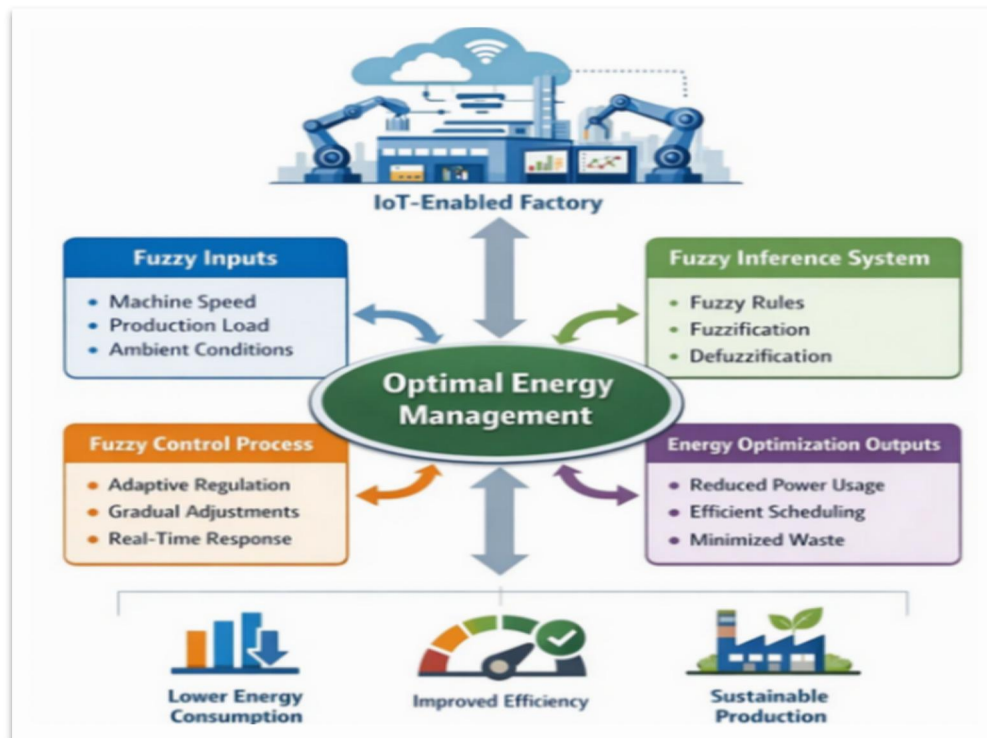 IoT-Enabled Factory
Fuzzy Inputs
• Machine Speed
• Production Load
• Ambient Conditions
Fuzzy Inference System
• Fuzzy Rules
• Fuzzification
• Defuzzification
Optimal Energy
Management
Fuzzy Control Process
• Adaptive Regulation
• Gradual Adjustments
• Real-Time Response
Energy Optimization Outputs
• Reduced Power Usage
• Efficient Scheduling
• Minimized Waste
Lower Energy
Consumption
Improved Efficiency
Sustainable
Production